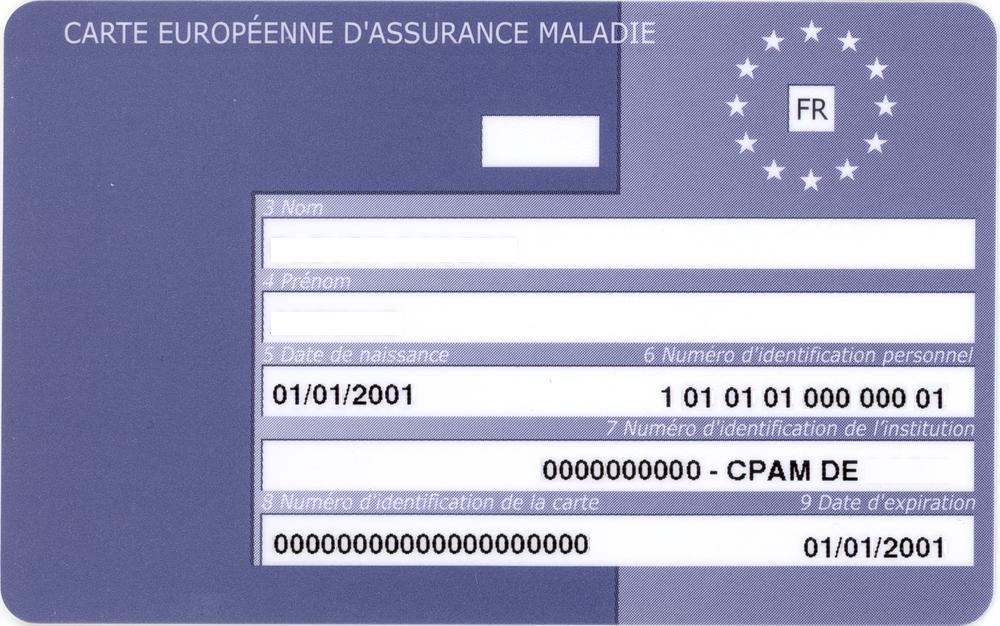 CARTE EUROPÉENNE D'ASSURANCE MALADIE
FR
3 Nom
4 Prénom
5 Date de naissance 6 Numéro d'identification personnel
01/01/2001 1 01 01 01 000 000 01
7 Numéro d'identification de l'institution
0000000000 - CPAM DE
8 Numéro d'identification de la carte 9 Date d'expiration
00000000000000000000 01/01/2001